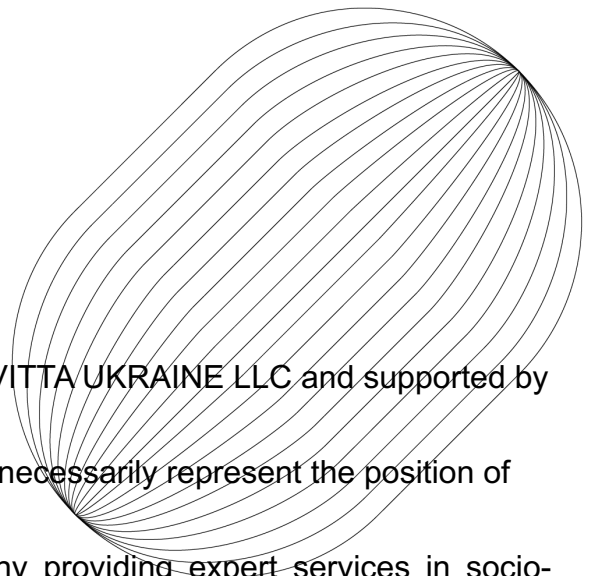 VITTA UKRAINE LLC and supported by
necessarily represent the position of
ny providing expert services in socio-